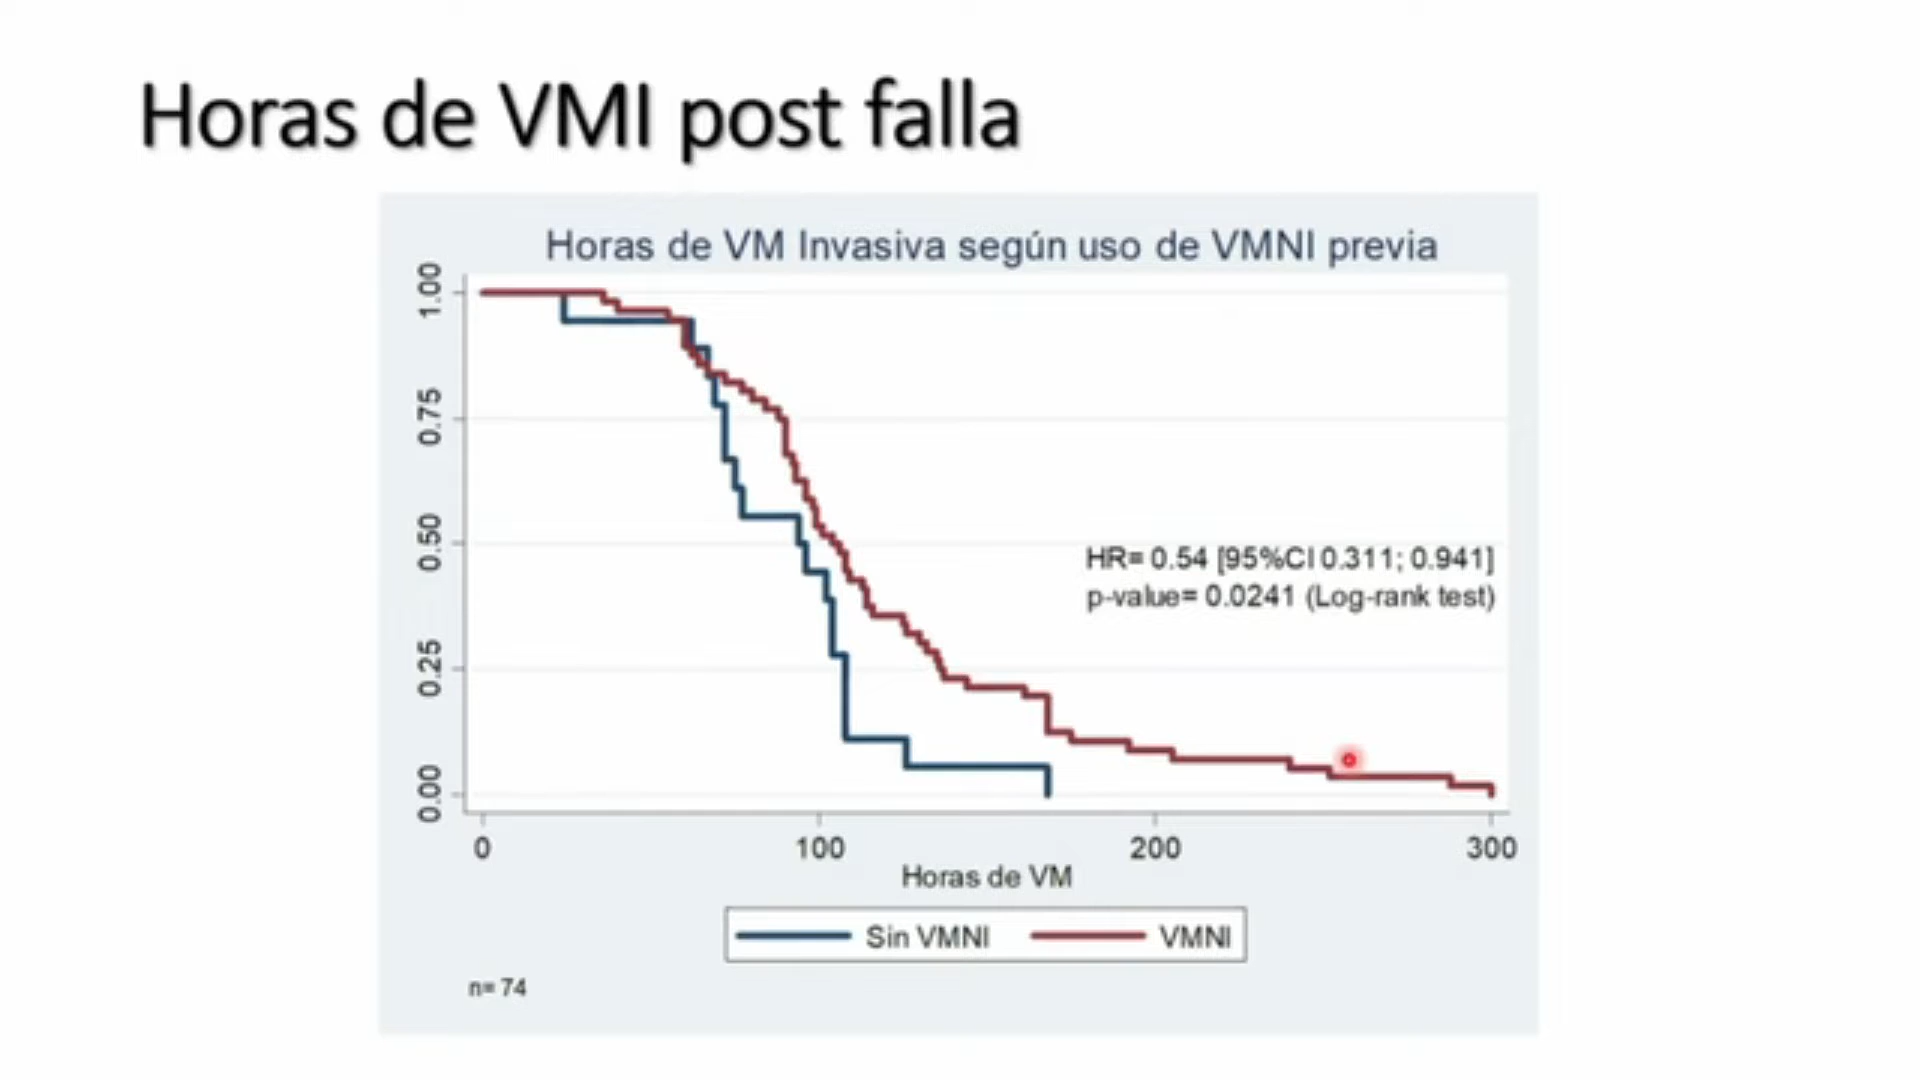 Horas de VMI post falla
Horas de VM Invasiva según uso de VMNI previa
1.00
0.75
0.50
0.25
0.00
HR= 0.54 [95%CI 0.311; 0.941]
p-value= 0.0241 (Log-rank test)
0 100 200 300
Horas de VM
Sin VMNI VMNI
n= 74